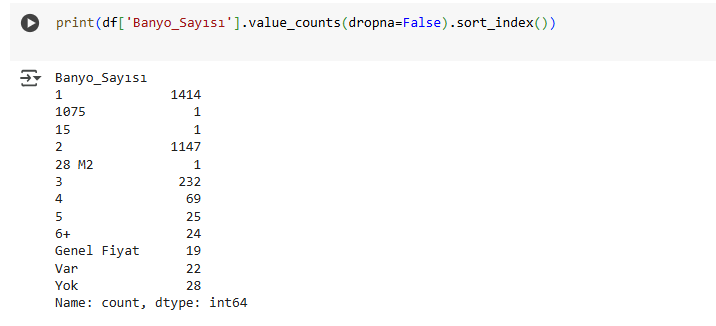 print(df['Banyo_Sayısı'].value_counts(dropna=False).sort_index())
Banyo_Sayısı
1 1414
1075 1
15 1
2 1147
28 M2 1
3 232
4 69
5 25
6+ 24
Genel Fiyat 19
Var 22
Yok 28
Name: count, dtype: int64